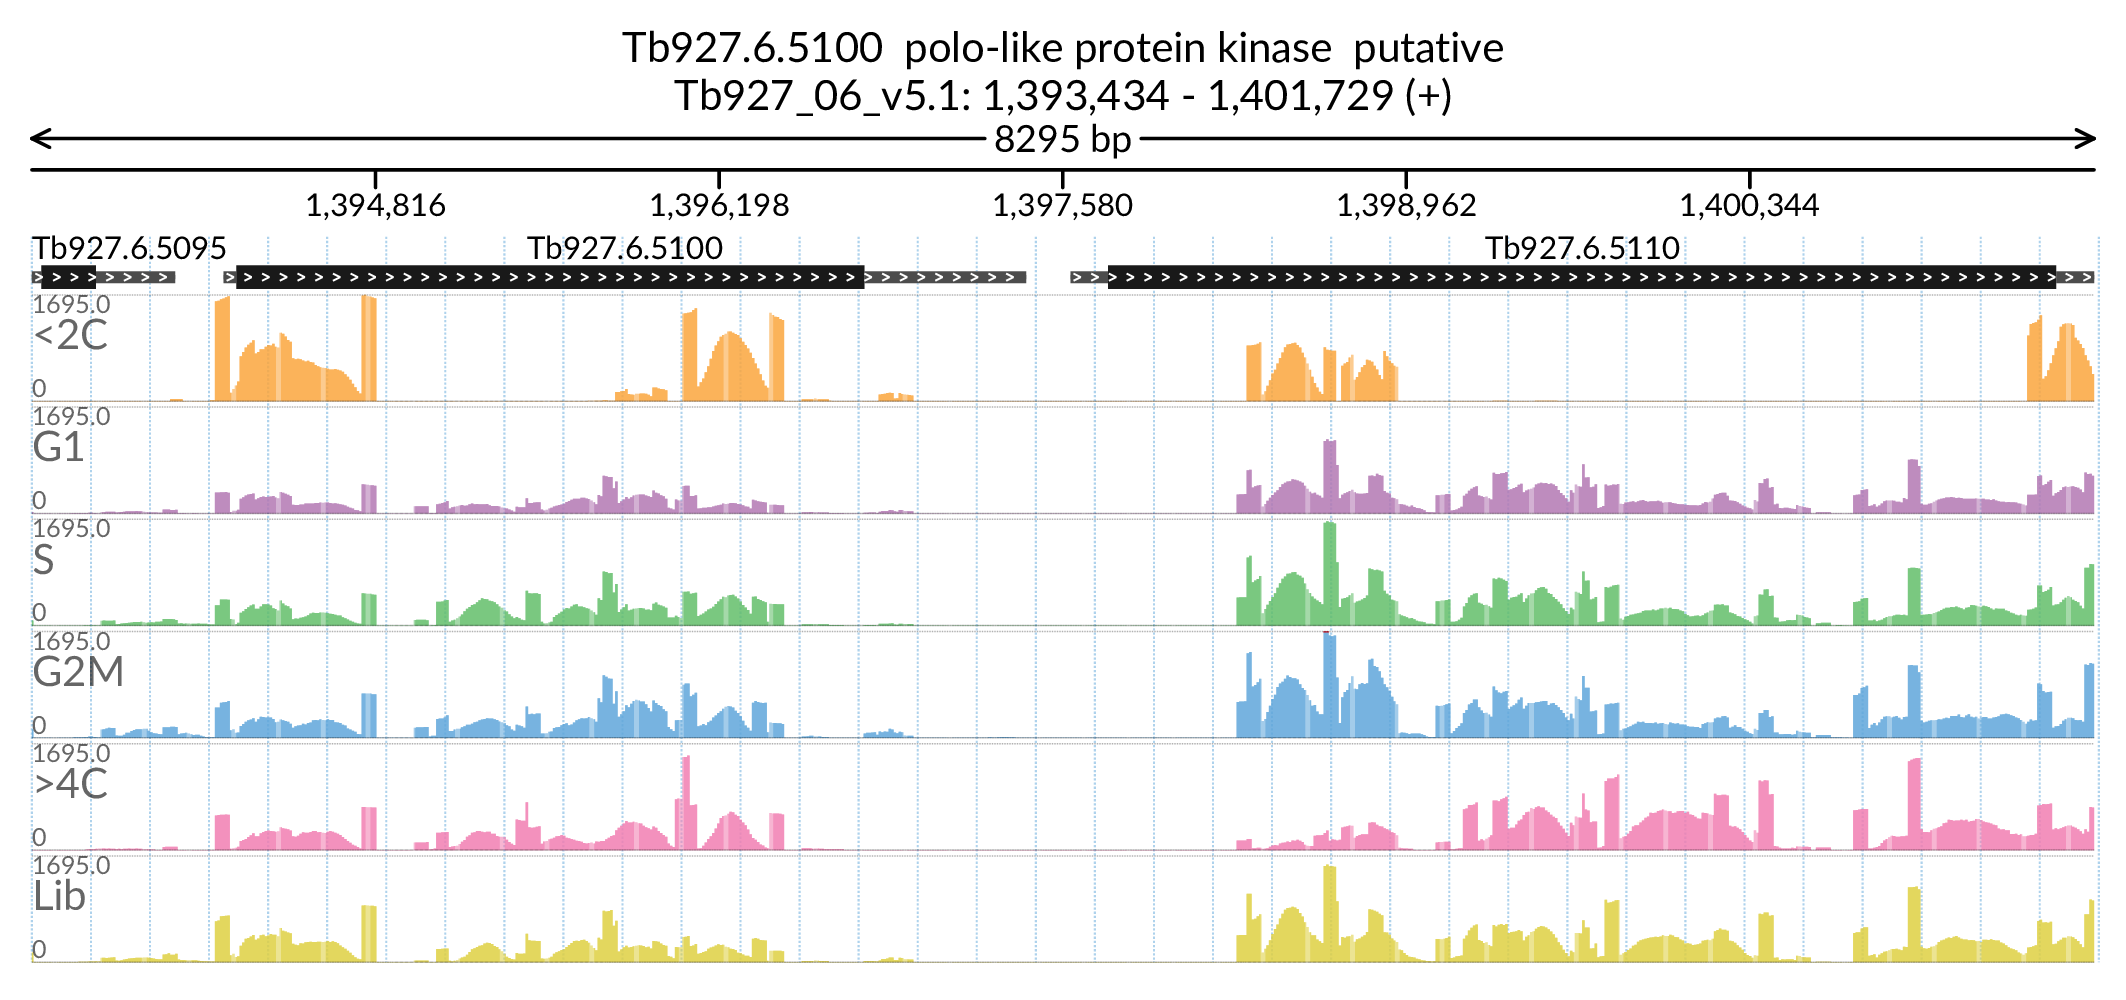 Tb927.6.5100  polo-like protein kinase  putative
Tb927_06_v5.1: 1,393,434 - 1,401,729 (+)
8295 bp
1,394,816 1,396,198 1,397,580 1,398,962 1,400,344
Tb927.6.5095 Tb927.6.5100 Tb927.6.5110
1695.0
<2C
0
1695.0
G1
0
1695.0
S
0
1695.0
G2M
0
1695.0
>4C
0
1695.0
Lib
0